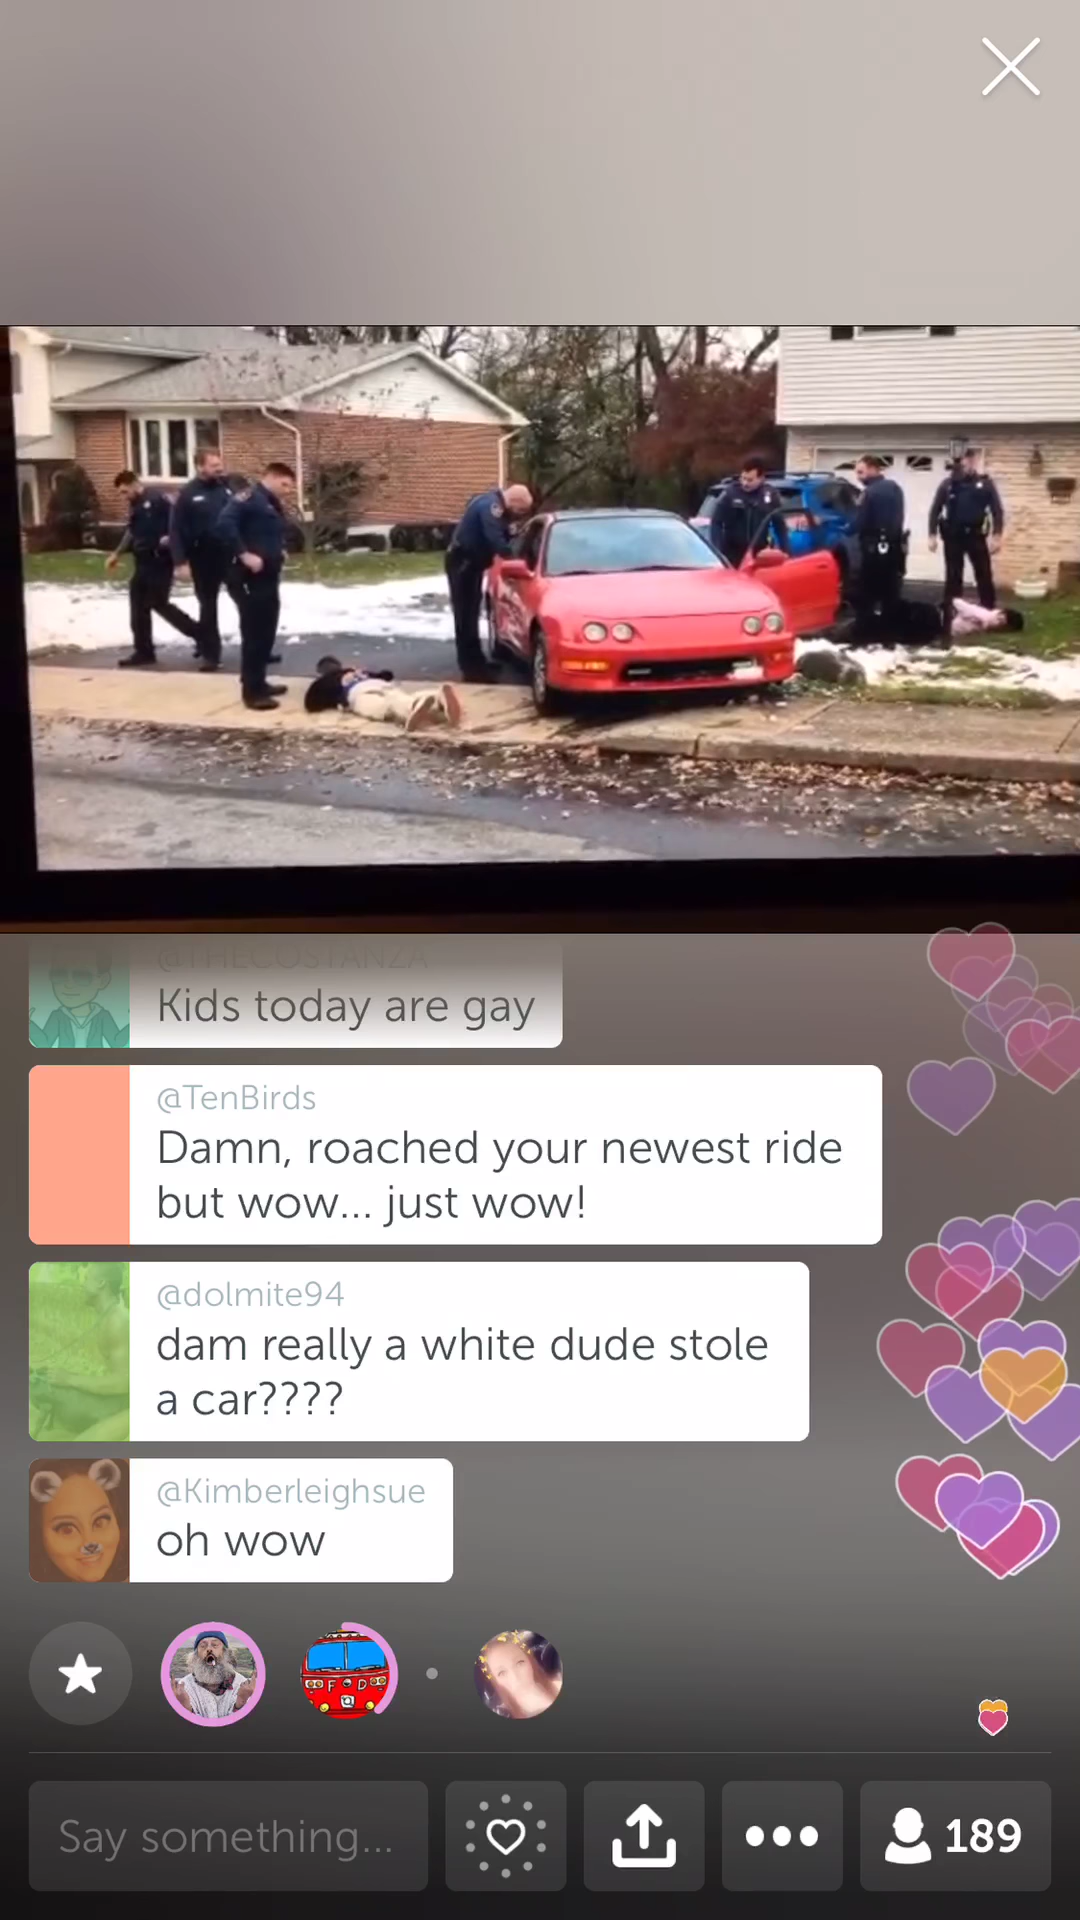 @THECOSTANZA
Kids today are gay
@TenBirds
Damn, roached your newest ride
but wow... just wow!
@dolmite94
dam really a white dude stole
a car????
@Kimberleighsue
oh wow
F D
Say something...
189